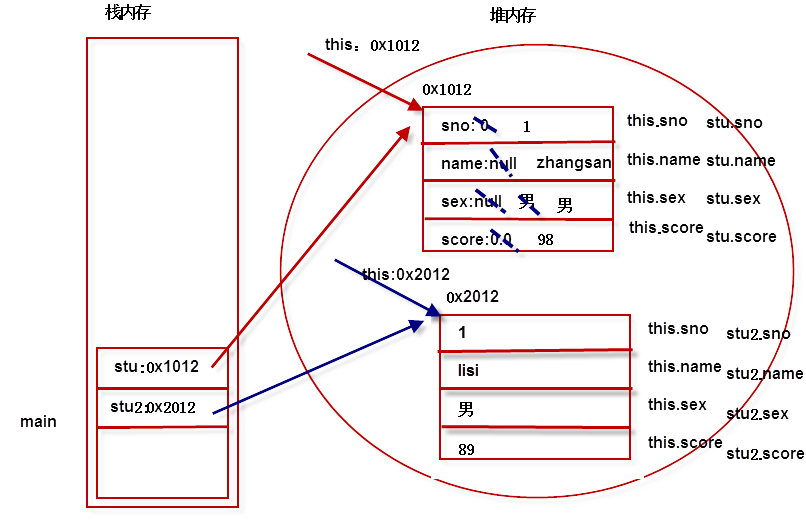 栈内存
堆内存
this：0x1012
0x1012
sno: 0 1 this.sno stu.sno
name:null zhangsan this.name stu.name
sex:null 男 男 this.sex stu.sex
score:0.0 98 this.score stu.score
this:0x2012
0x2012
1 this.sno stu2.sno
lisi this.name stu2.name
男 this.sex stu2.sex
89 this.score stu2.score
stu:0x1012
stu2:0x2012
main